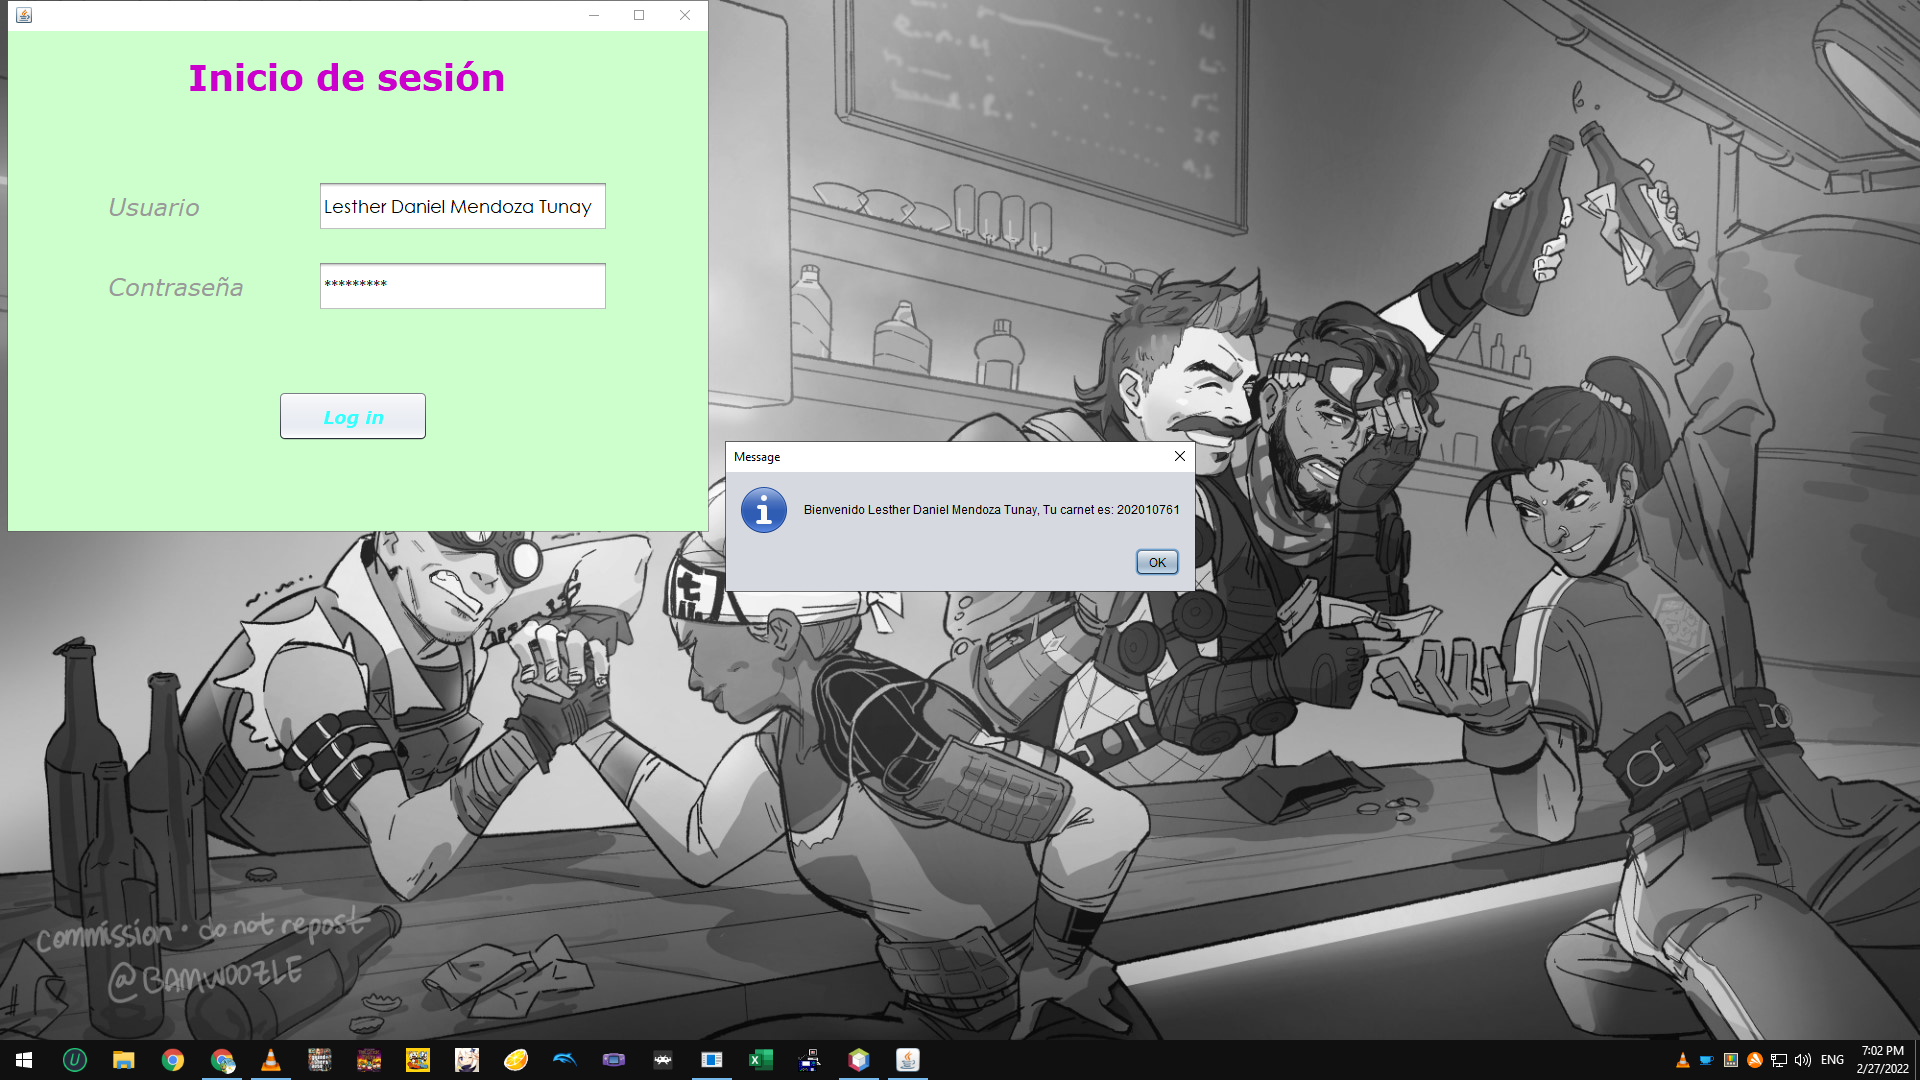 Inicio de sesión
Usuario
Lesther Daniel Mendoza Tunay
Contraseña
*********
Log in
Message
Bienvenido Lesther Daniel Mendoza Tunay, Tu carnet es: 202010761
OK
commission • do not repost
@BAMWOOZLE
ENG
7:02 PM
2/27/2022